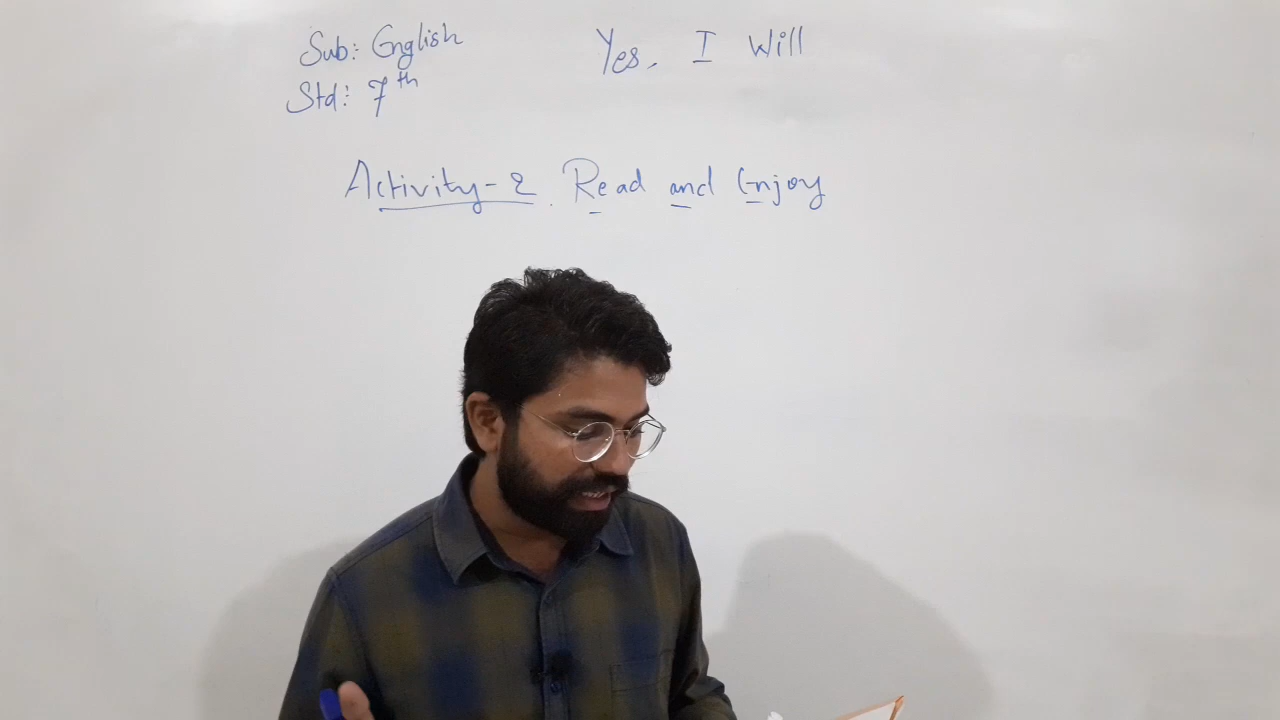 Sub: English
Yes, I Will
Std: 7th
Activity-2. Read and Enjoy